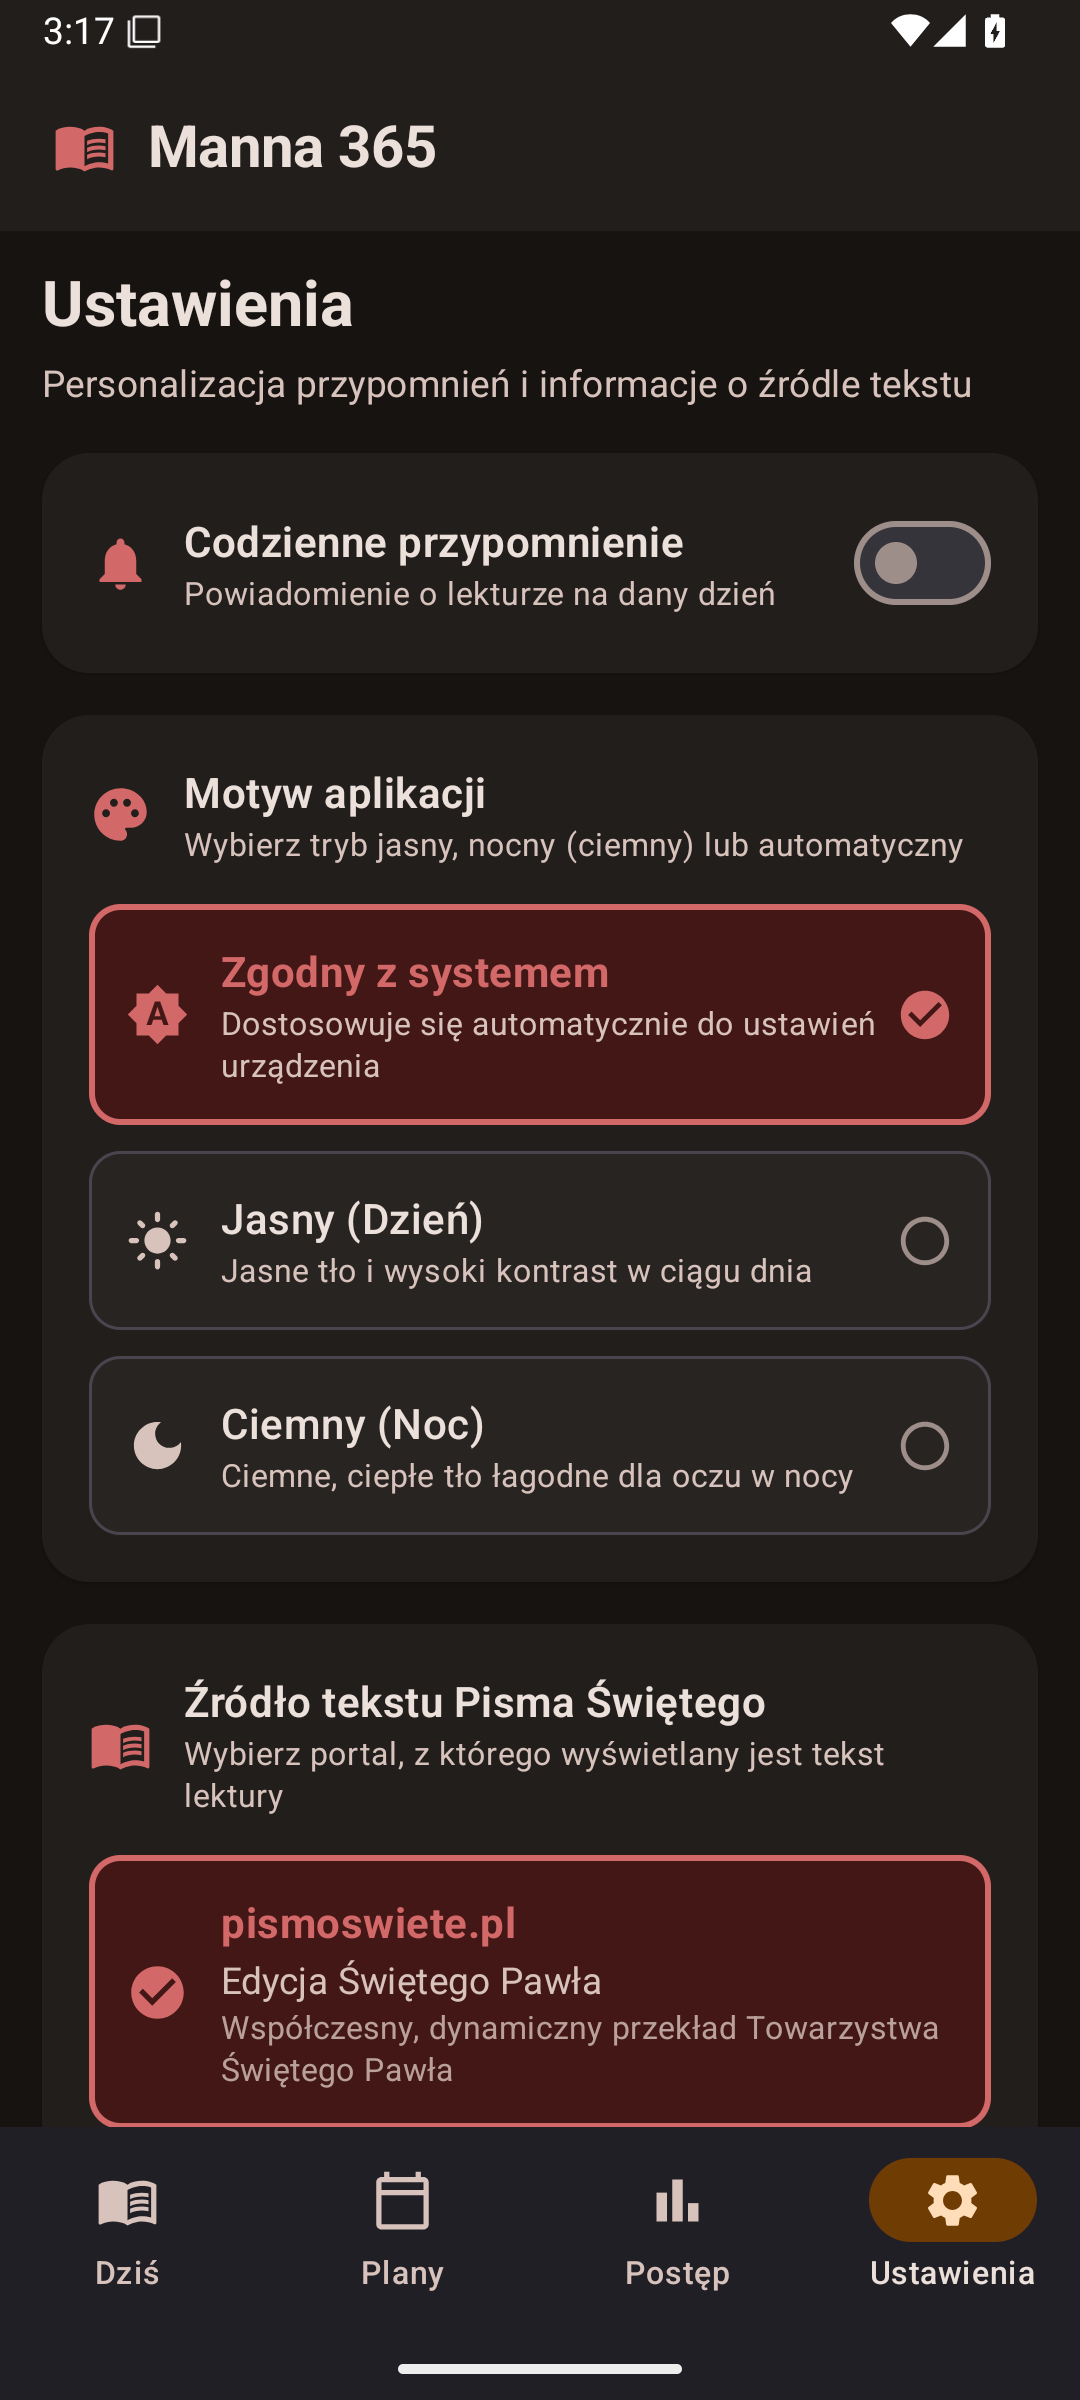 3:17
Manna 365
Ustawienia
Personalizacja przypomnień i informacje o źródle tekstu
Codzienne przypomnienie
Powiadomienie o lekturze na dany dzień
Motyw aplikacji
Wybierz tryb jasny, nocny (ciemny) lub automatyczny
A
Zgodny z systemem
Dostosowuje się automatycznie do ustawień
urządzenia
Jasny (Dzień)
Jasne tło i wysoki kontrast w ciągu dnia
Ciemny (Noc)
Ciemne, ciepłe tło łagodne dla oczu w nocy
Źródło tekstu Pisma Świętego
Wybierz portal, z którego wyświetlany jest tekst
lektury
pismoswiete.pl
Edycja Świętego Pawła
Współczesny, dynamiczny przekład Towarzystwa
Świętego Pawła
Dziś
Plany
Postęp
Ustawienia